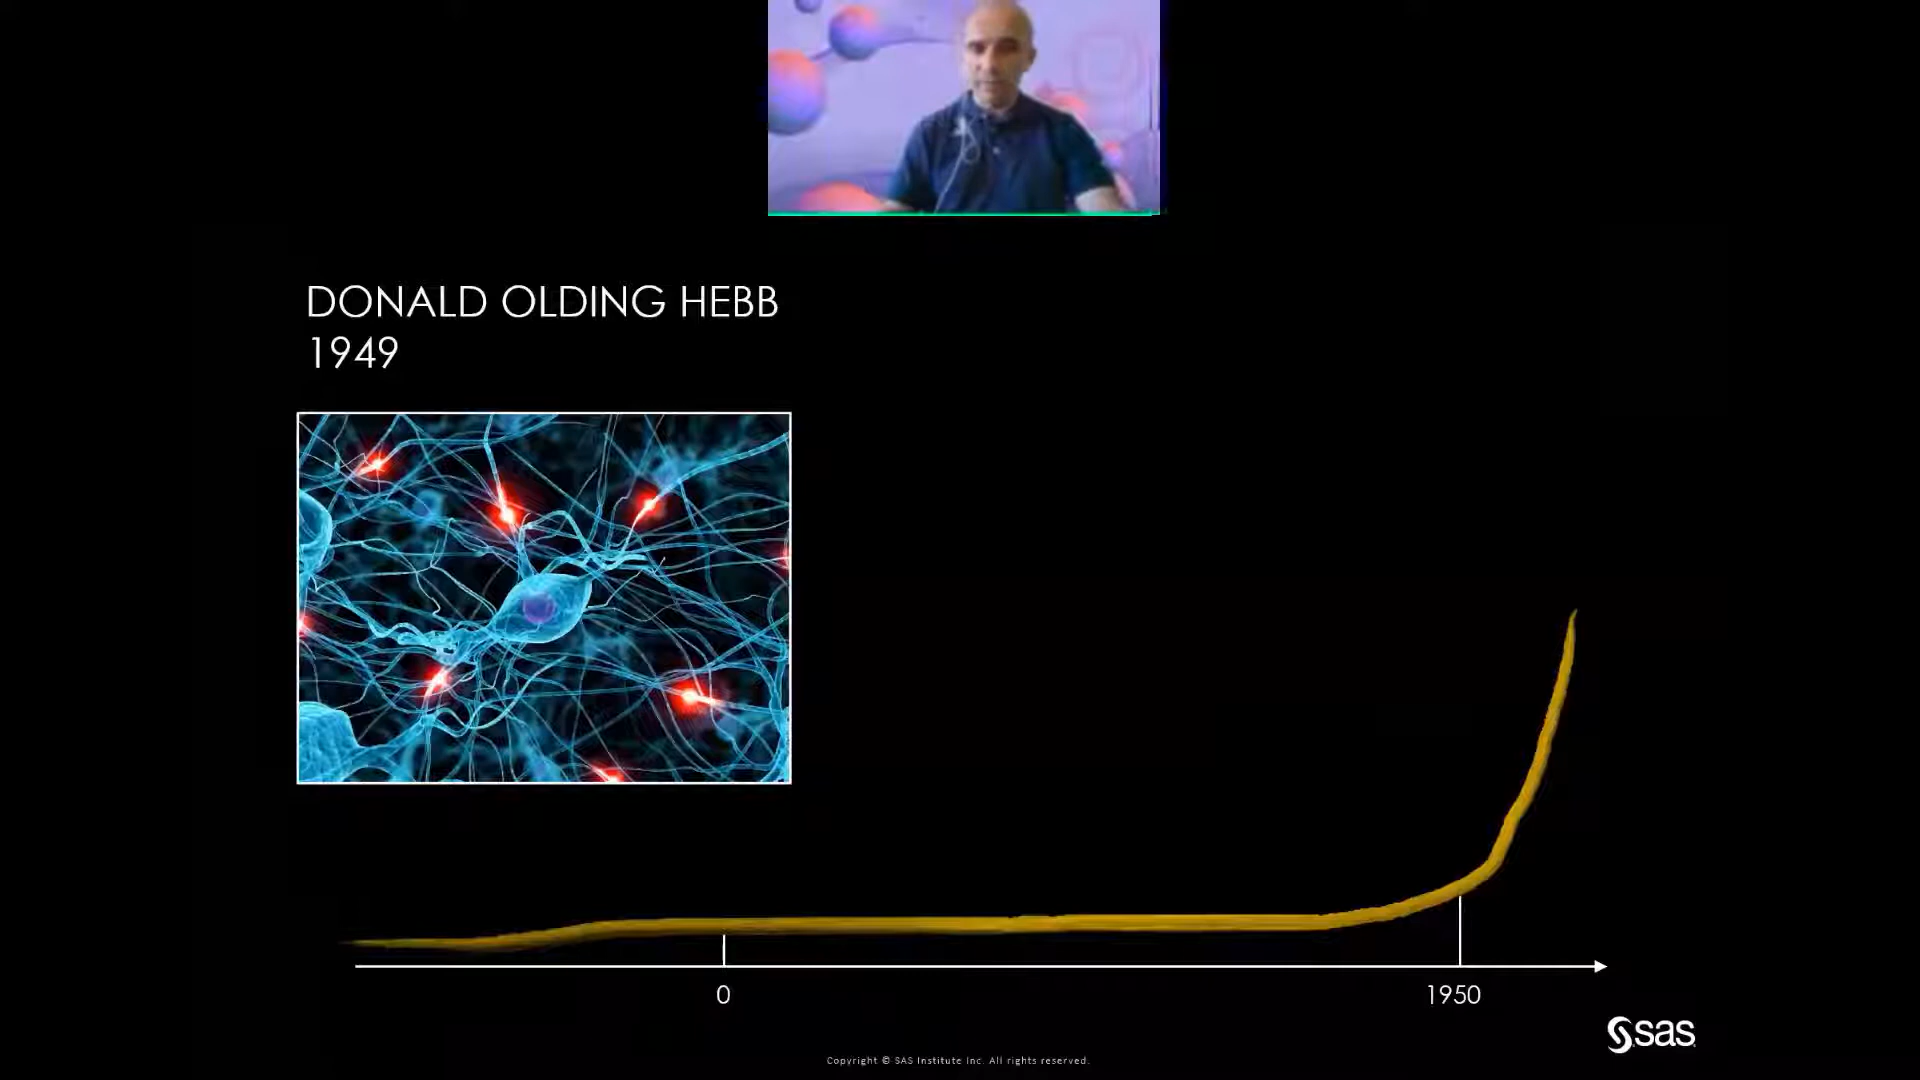 DONALD OLDING HEBB
1949
0
1950
sas
Copyright © SAS Institute Inc. All rights reserved.